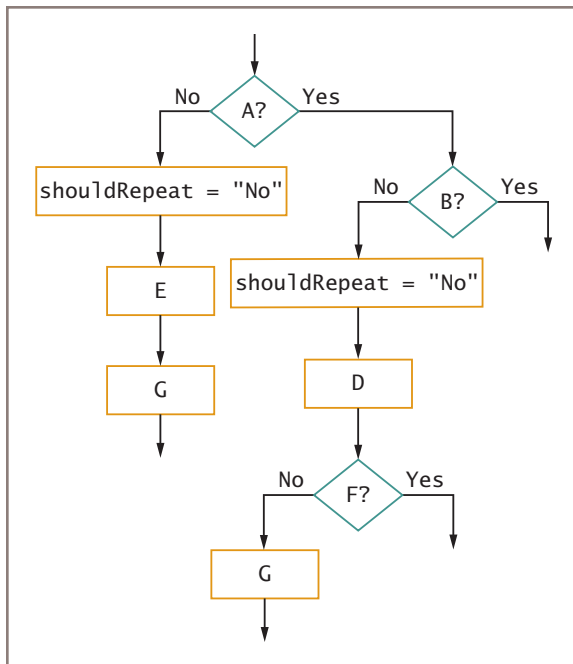 No
A?
Yes
shouldRepeat = "No"
No
B?
Yes
E
shouldRepeat = "No"
G
D
No
F?
Yes
G